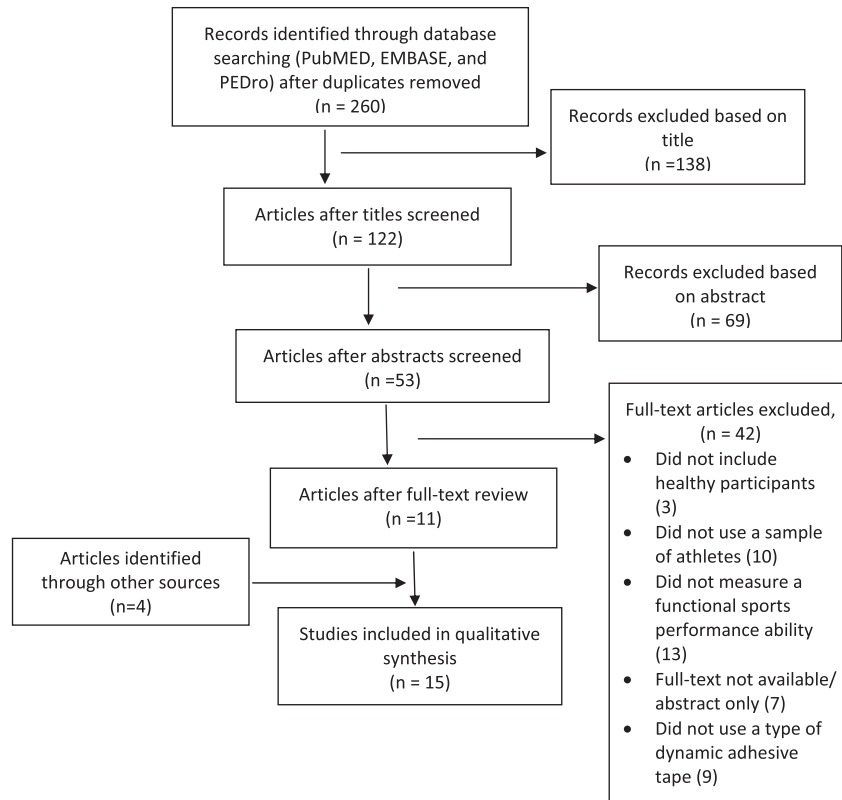 Records identified through database
searching (PubMED, EMBASE, and
PEDro) after duplicates removed
(n = 260)
Records excluded based on
title
(n =138)
Articles after titles screened
(n = 122)
Records excluded based
on abstract
(n = 69)
Articles after abstracts screened
(n =53)
Full-text articles excluded,
(n = 42)
• Did not include
healthy participants
(3)
• Did not use a sample
of athletes (10)
• Did not measure a
functional sports
performance ability
(13)
• Full-text not available/
abstract only (7)
• Did not use a type of
dynamic adhesive
tape (9)
Articles after full-text review
(n =11)
Articles identified
through other sources
(n=4)
Studies included in qualitative
synthesis
(n = 15)